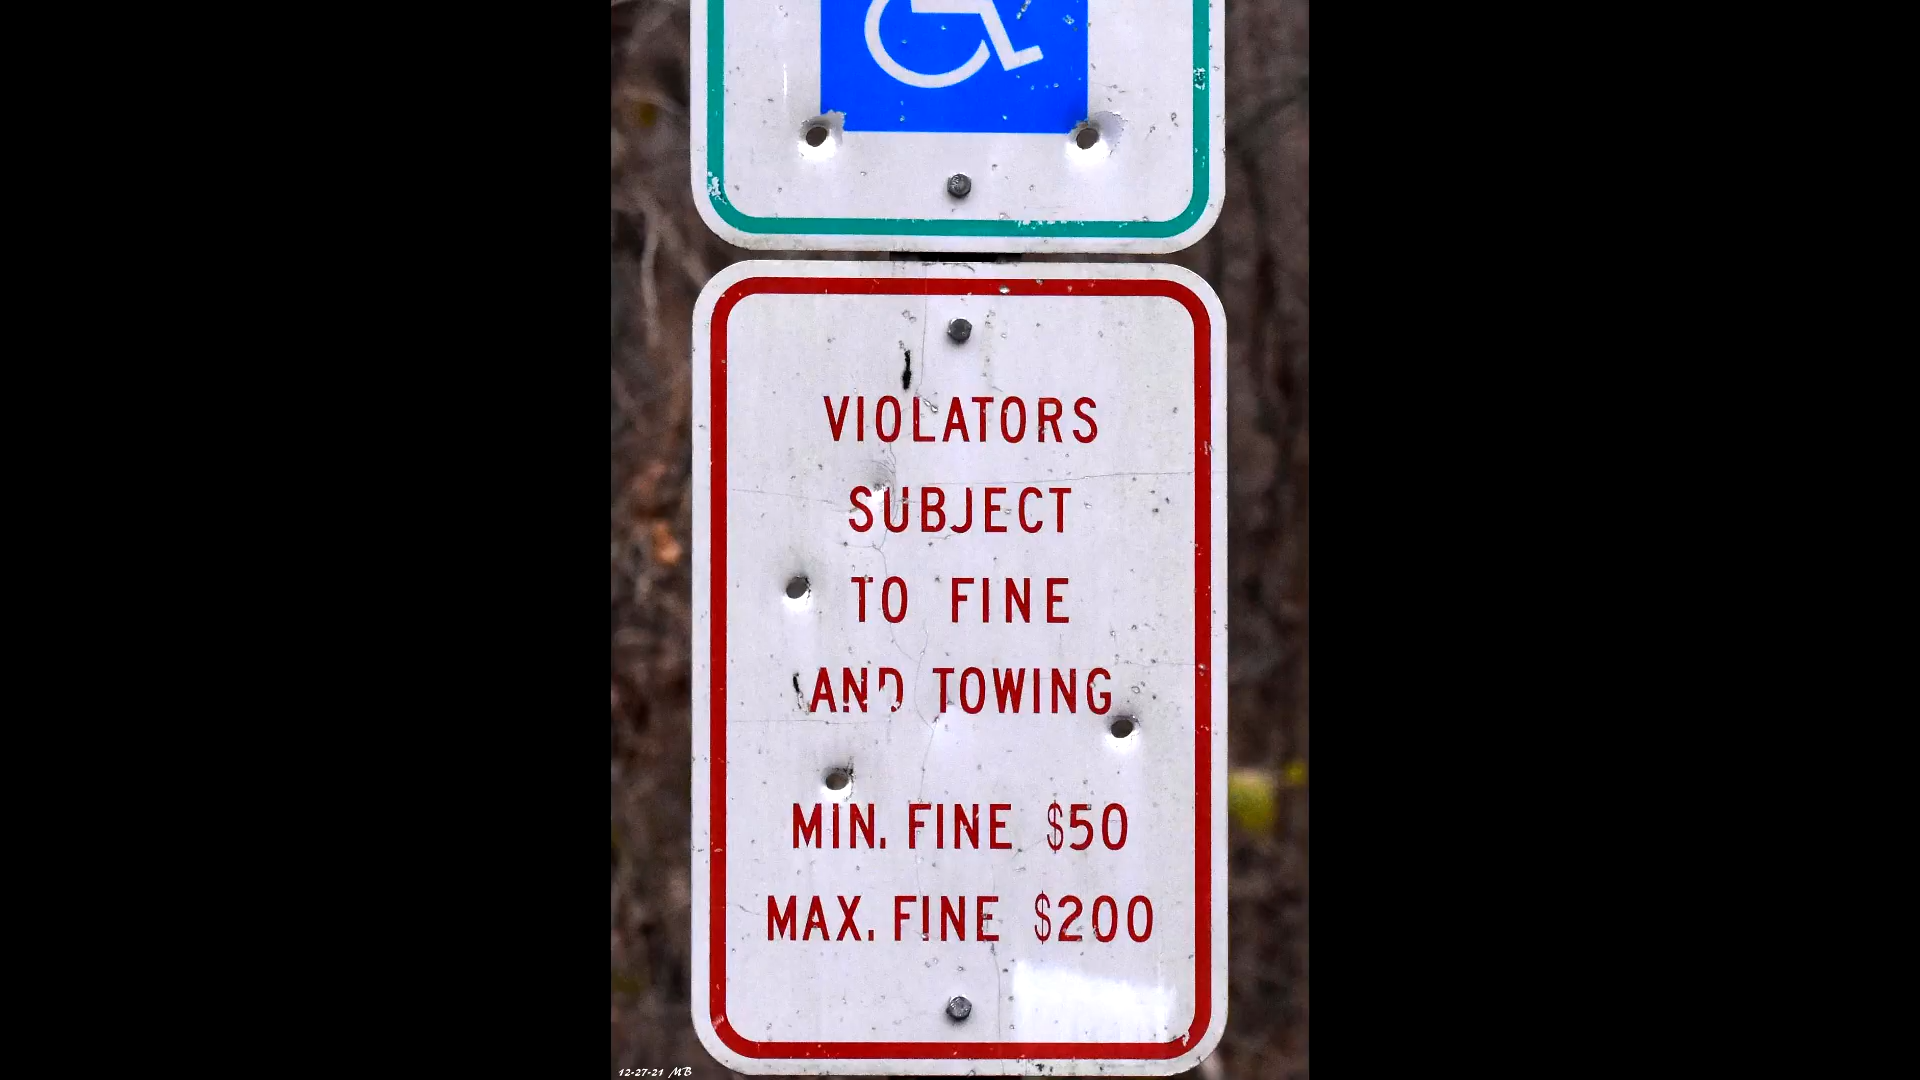 VIOLATORS
SUBJECT
TO FINE
AND TOWING
MIN. FINE $50
MAX. FINE $200
12-27-21 MB